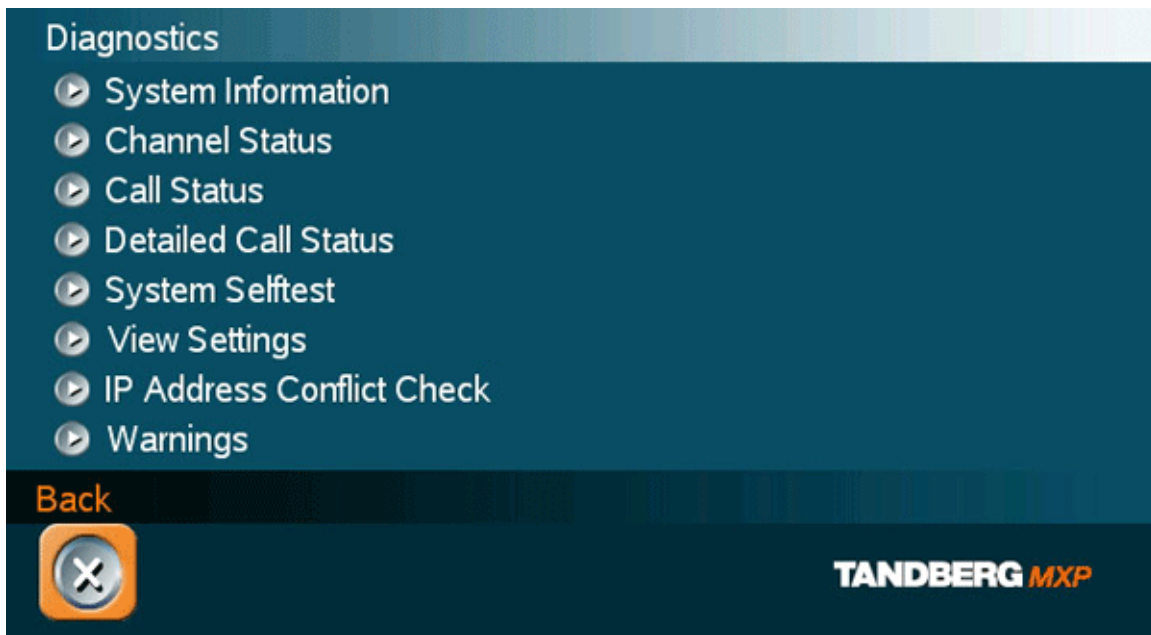 Diagnostics
System Information
Channel Status
Call Status
Detailed Call Status
System Selftest
View Settings
IP Address Conflict Check
Warnings
Back
TANDBERG MXP